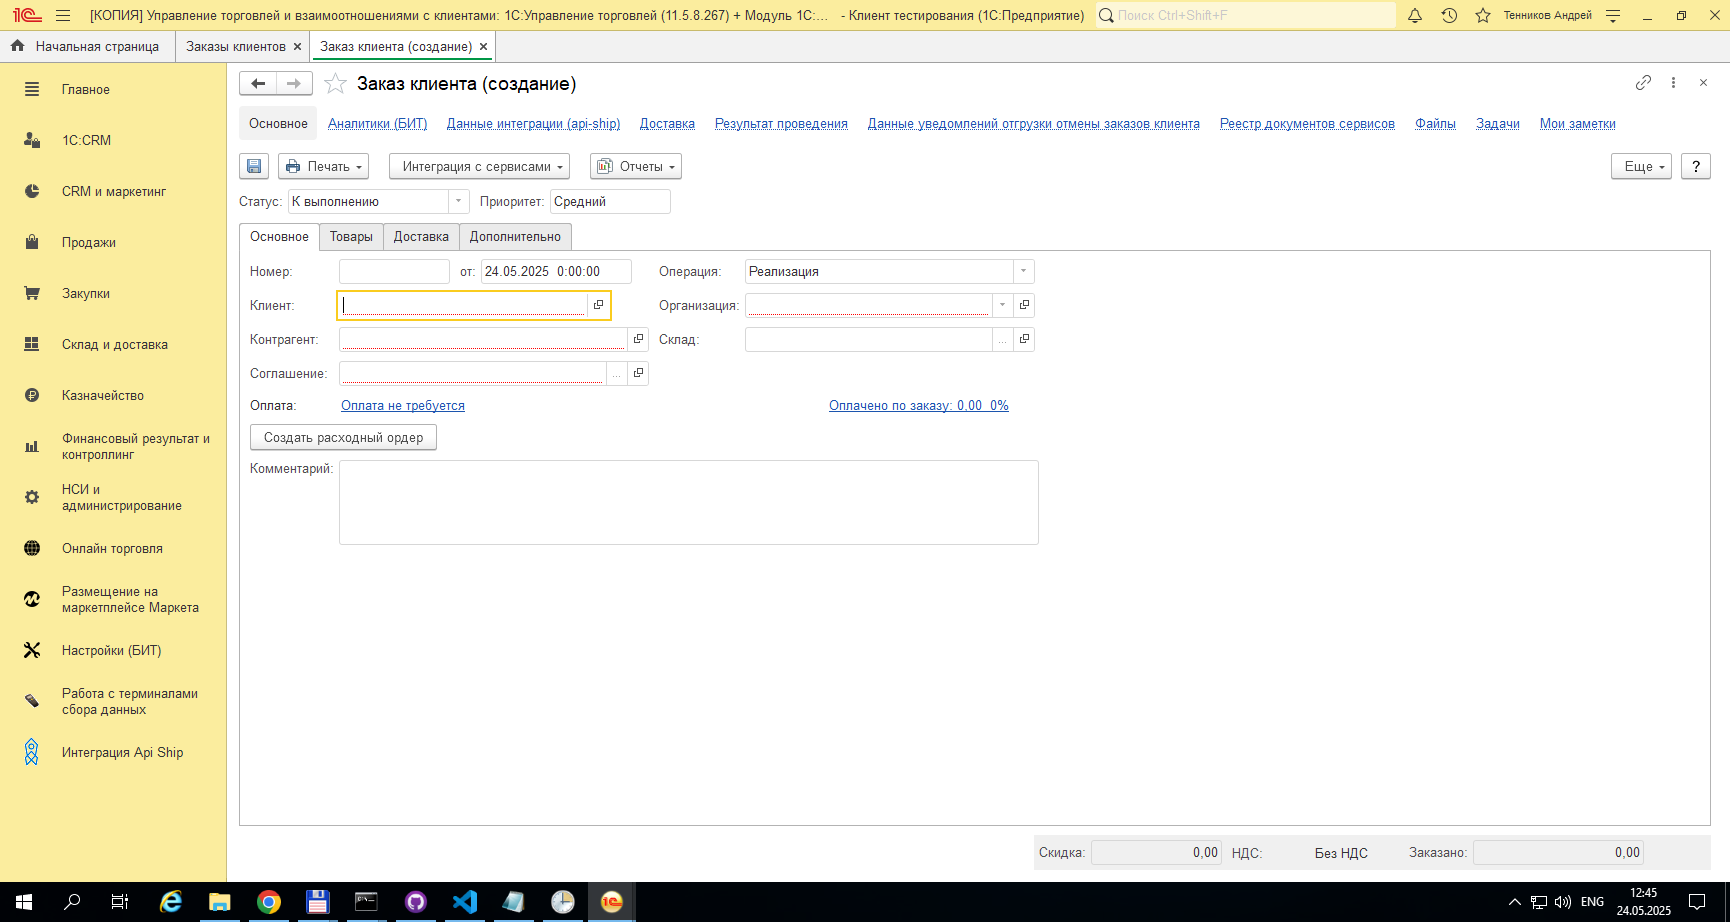 [КОПИЯ] Управление торговлей и взаимоотношениями с клиентами: 1С:Управление торговлей (11.5.8.267) + Модуль 1С:... - Клиент тестирования (1С:Предприятие)
Поиск Ctrl+Shift+F
Тенников Андрей
Начальная страница
Заказы клиентов
Заказ клиента (создание)
Главное
1С:CRM
CRM и маркетинг
Продажи
Закупки
Склад и доставка
Казначейство
Финансовый результат и
контроллинг
НСИ и
администрирование
Онлайн торговля
Размещение на
маркетплейсе Маркета
Настройки (БИТ)
Работа с терминалами
сбора данных
Интеграция Api Ship
Заказ клиента (создание)
Основное Аналитики (БИТ) Данные интеграции (api-ship) Доставка Результат проведения Данные уведомлений отгрузки отмены заказов клиента Реестр документов сервисов Файлы Задачи Мои заметки
Печать Интеграция с сервисами Отчеты Еще ?
Статус: К выполнению Приоритет: Средний
Основное Товары Доставка Дополнительно
Номер: от: 24.05.2025 0:00:00 Операция: Реализация
Клиент: Организация:
Контрагент: Склад: ...
Соглашение: ...
Оплата: Оплата не требуется Оплачено по заказу: 0,00 0%
Создать расходный ордер
Комментарий:
Скидка: 0,00 НДС: Без НДС Заказано: 0,00
ENG
12:45
24.05.2025